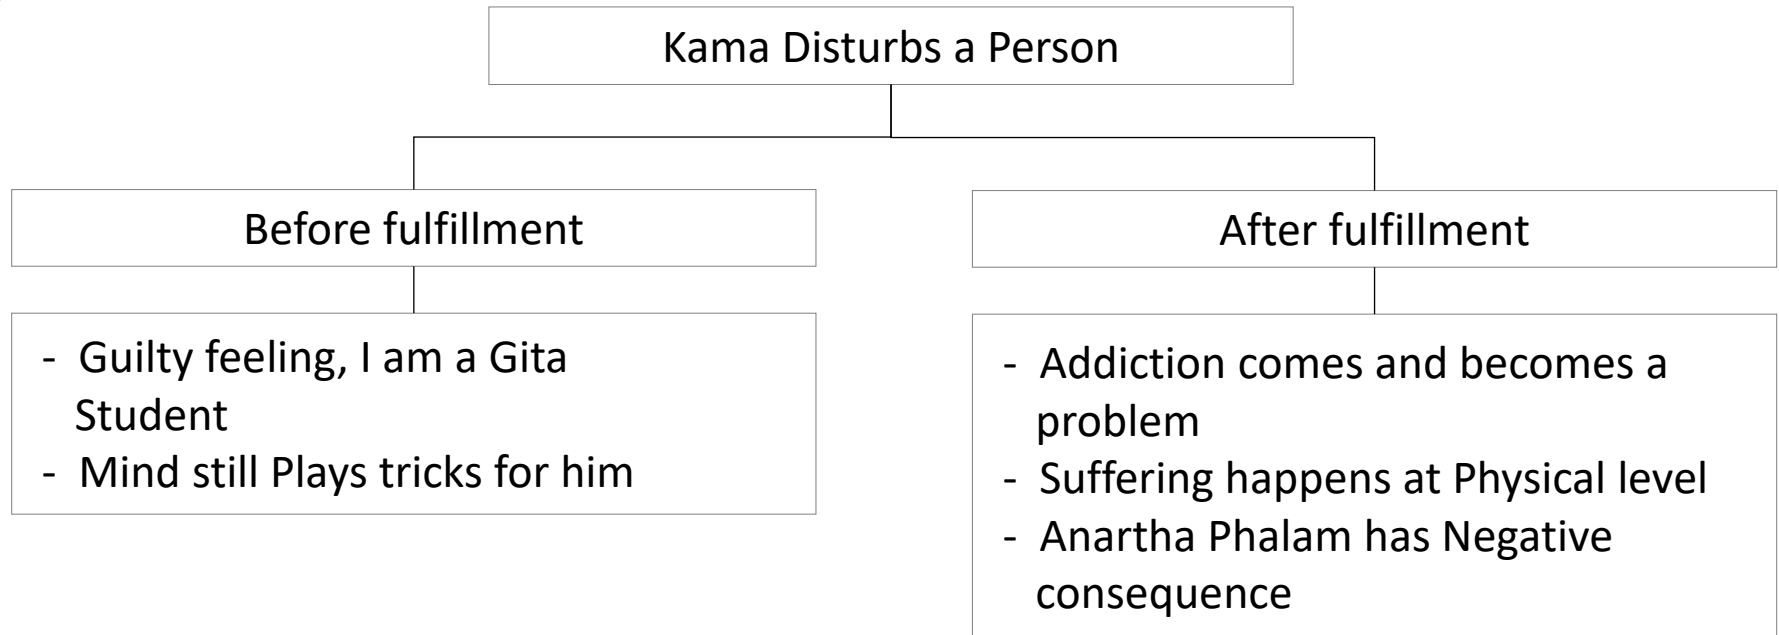 Kama Disturbs a Person
Before fulfillment
- Guilty feeling, I am a Gita
Student
- Mind still Plays tricks for him
After fulfillment
- Addiction comes and becomes a
problem
- Suffering happens at Physical level
- Anartha Phalam has Negative
consequence